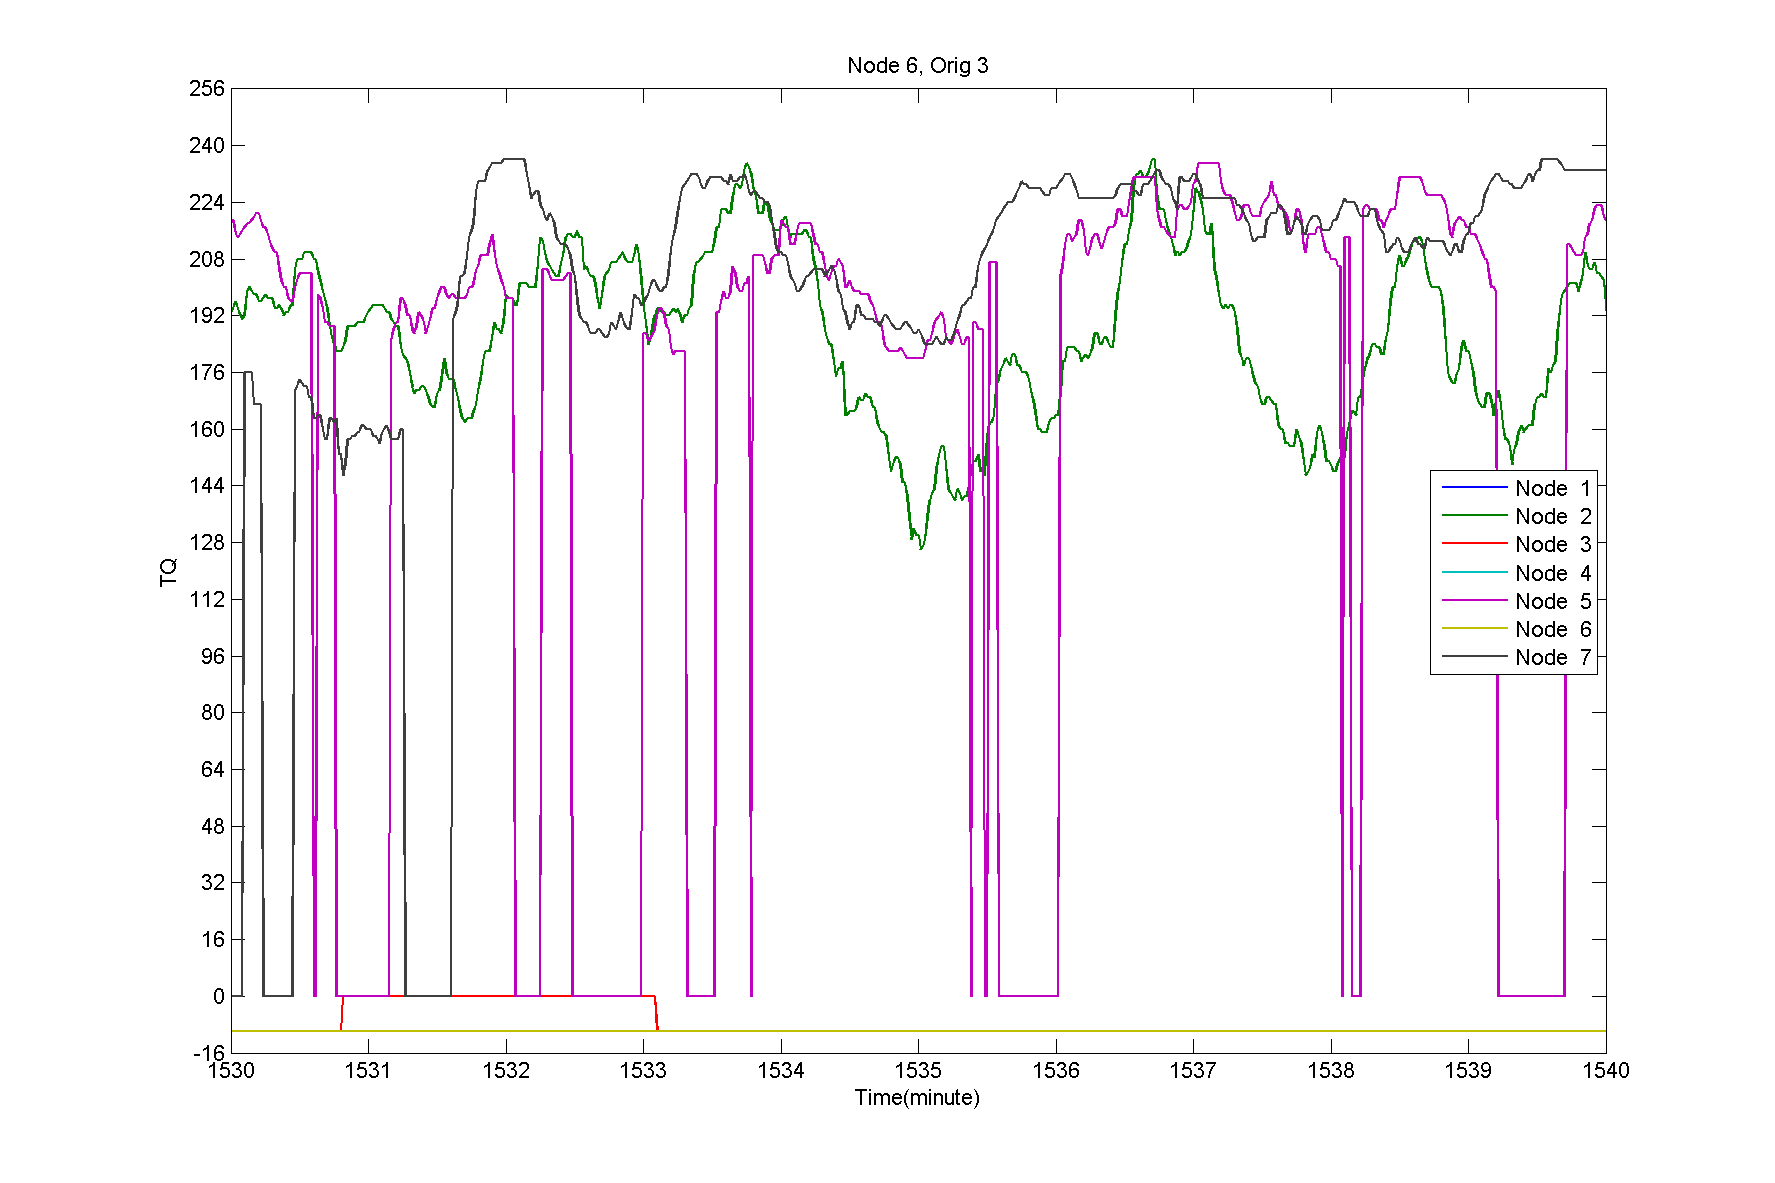 Node 6, Orig 3
256
240
224
208
192
176
160
144
128
112
96
80
64
48
32
16
0
-16
TQ
Node 1
Node 2
Node 3
Node 4
Node 5
Node 6
Node 7
1530 1531 1532 1533 1534 1535 1536 1537 1538 1539 1540
Time(minute)